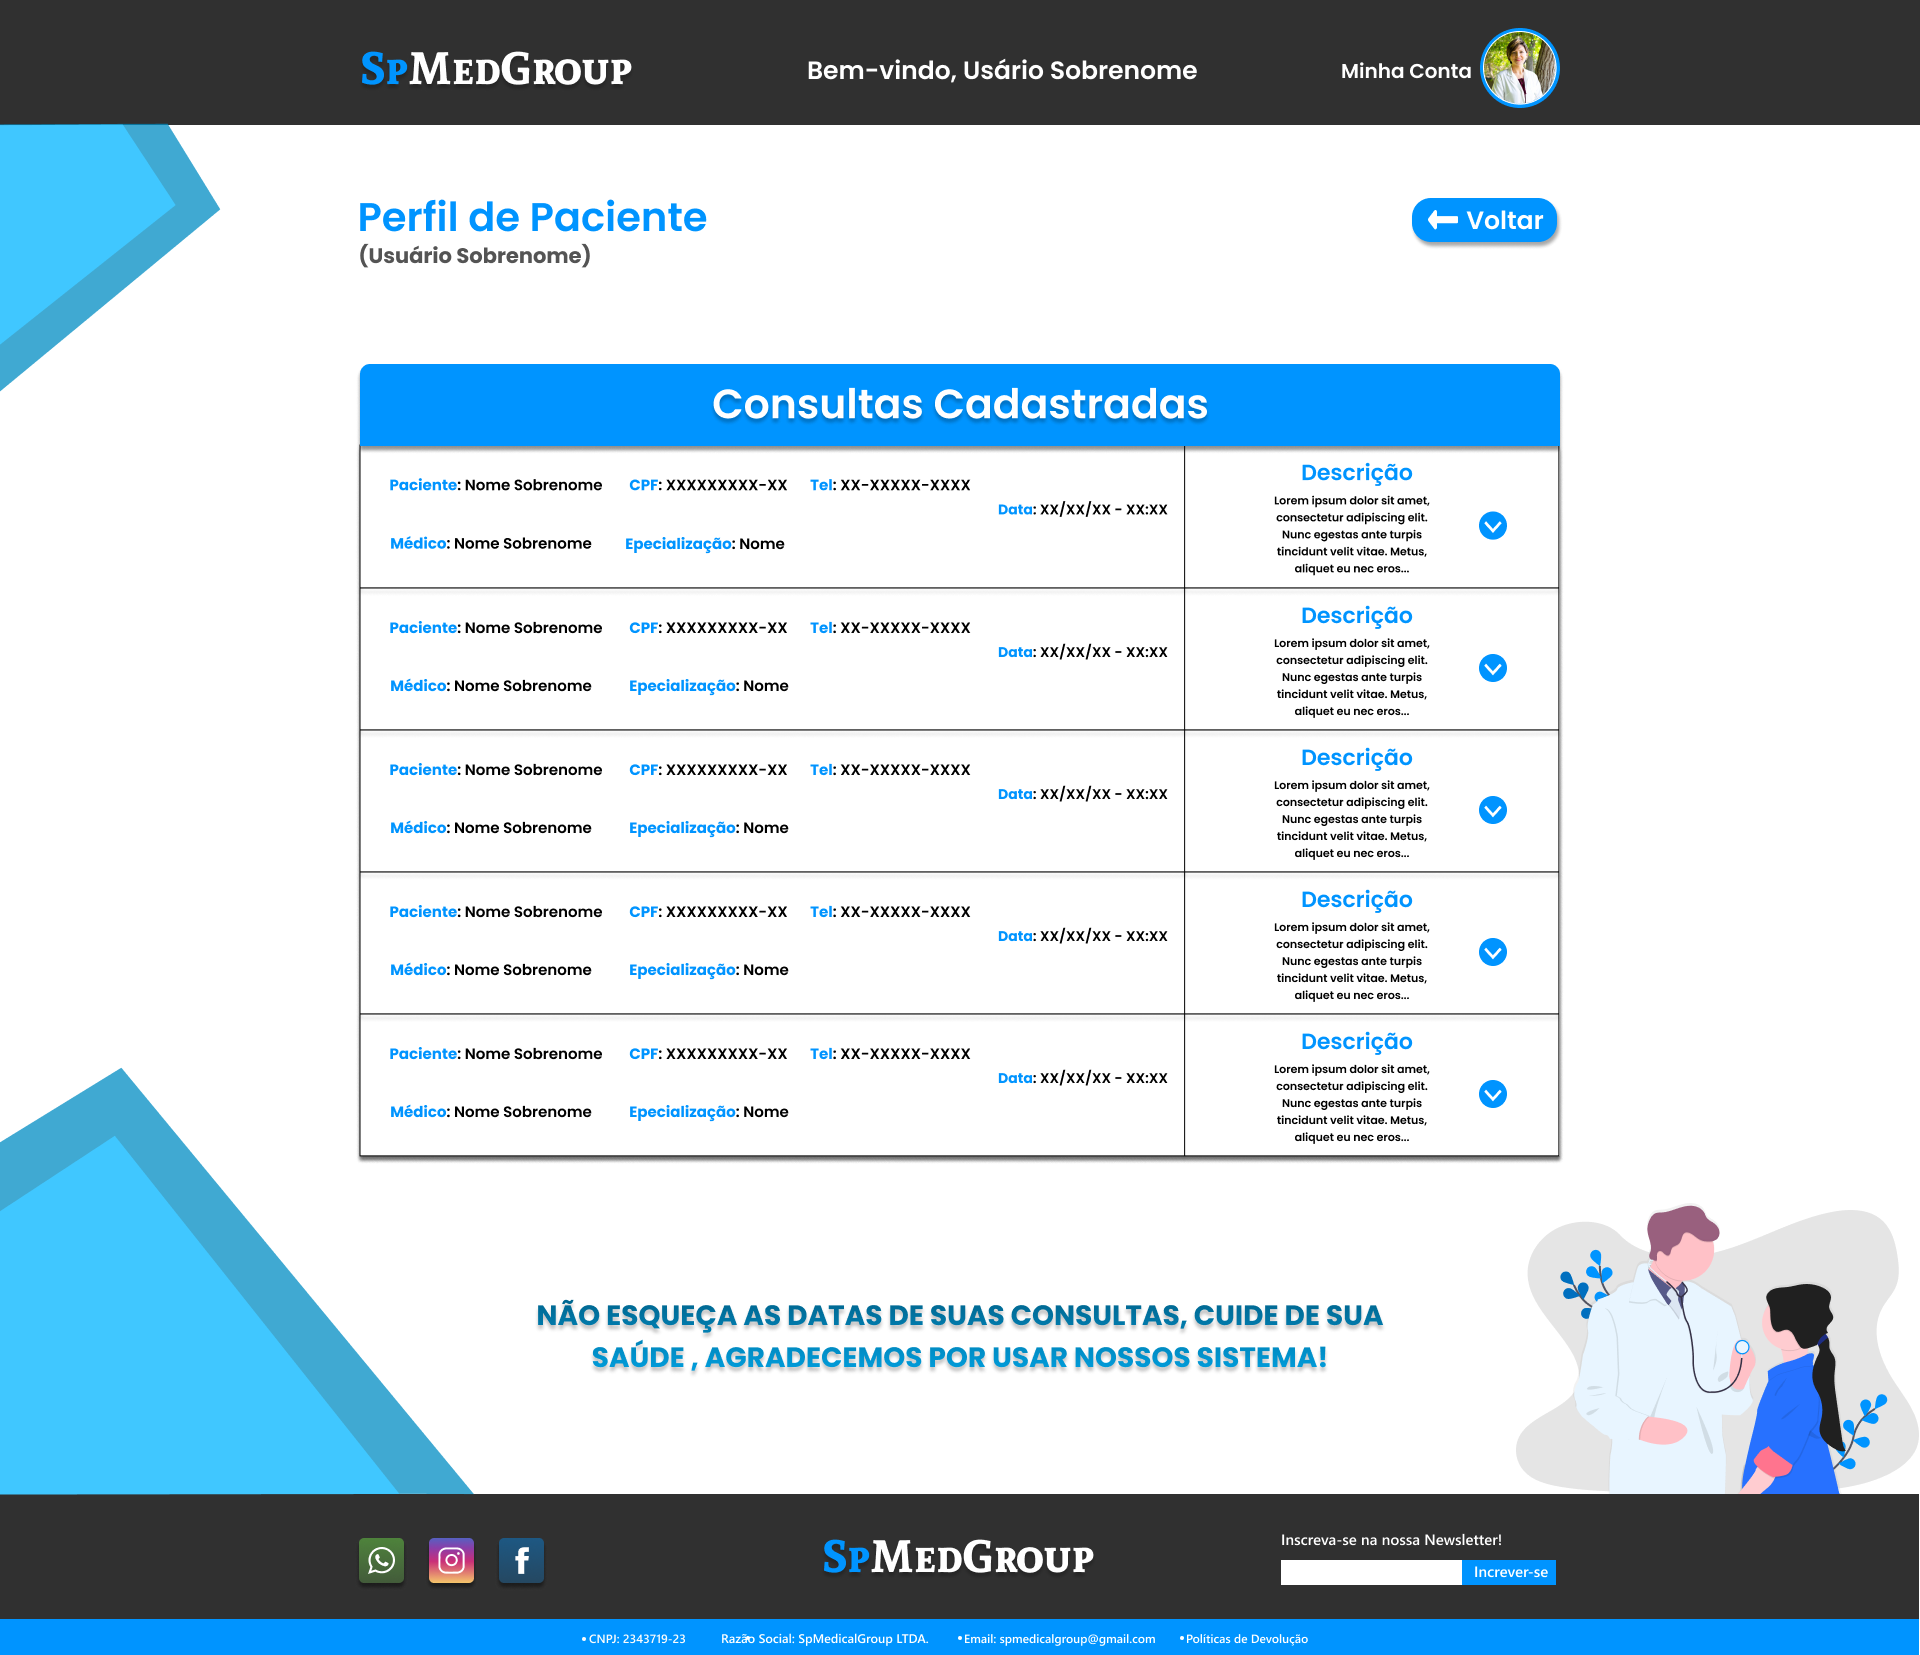 SpMedGroup
Bem-vindo, Usário Sobrenome
Minha Conta
Perfil de Paciente
(Usuário Sobrenome)
Voltar
Consultas Cadastradas
Paciente: Nome Sobrenome CPF: XXXXXXXXX-XX Tel: XX-XXXXX-XXXX
Data: XX/XX/XX - XX:XX
Médico: Nome Sobrenome Epecialização: Nome
Descrição
Lorem ipsum dolor sit amet,
consectetur adipiscing elit.
Nunc egestas ante turpis
tincidunt velit vitae. Metus,
aliquet eu nec eros...
Paciente: Nome Sobrenome CPF: XXXXXXXXX-XX Tel: XX-XXXXX-XXXX
Data: XX/XX/XX - XX:XX
Médico: Nome Sobrenome Epecialização: Nome
Descrição
Lorem ipsum dolor sit amet,
consectetur adipiscing elit.
Nunc egestas ante turpis
tincidunt velit vitae. Metus,
aliquet eu nec eros...
Paciente: Nome Sobrenome CPF: XXXXXXXXX-XX Tel: XX-XXXXX-XXXX
Data: XX/XX/XX - XX:XX
Médico: Nome Sobrenome Epecialização: Nome
Descrição
Lorem ipsum dolor sit amet,
consectetur adipiscing elit.
Nunc egestas ante turpis
tincidunt velit vitae. Metus,
aliquet eu nec eros...
Paciente: Nome Sobrenome CPF: XXXXXXXXX-XX Tel: XX-XXXXX-XXXX
Data: XX/XX/XX - XX:XX
Médico: Nome Sobrenome Epecialização: Nome
Descrição
Lorem ipsum dolor sit amet,
consectetur adipiscing elit.
Nunc egestas ante turpis
tincidunt velit vitae. Metus,
aliquet eu nec eros...
Paciente: Nome Sobrenome CPF: XXXXXXXXX-XX Tel: XX-XXXXX-XXXX
Data: XX/XX/XX - XX:XX
Médico: Nome Sobrenome Epecialização: Nome
Descrição
Lorem ipsum dolor sit amet,
consectetur adipiscing elit.
Nunc egestas ante turpis
tincidunt velit vitae. Metus,
aliquet eu nec eros...
NÃO ESQUEÇA AS DATAS DE SUAS CONSULTAS, CUIDE DE SUA
SAÚDE , AGRADECEMOS POR USAR NOSSOS SISTEMA!
SpMedGroup
Inscreva-se na nossa Newsletter!
Increver-se
• CNPJ: 2343719-23 Razão Social: SpMedicalGroup LTDA. • Email: spmedicalgroup@gmail.com • Políticas de Devolução